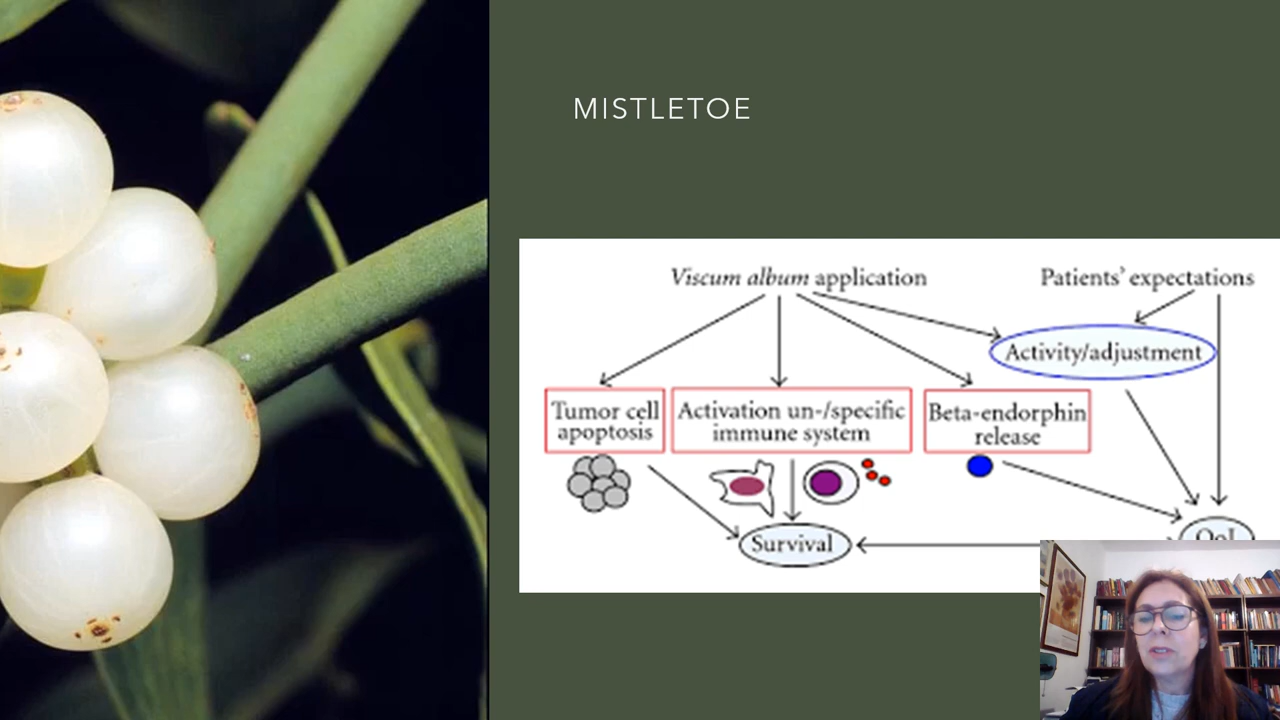 MISTLETOE
Viscum album application
Patients' expectations
Activity/adjustment
Tumor cell
apoptosis
Activation un-/specific
immune system
Beta-endorphin
release
Survival